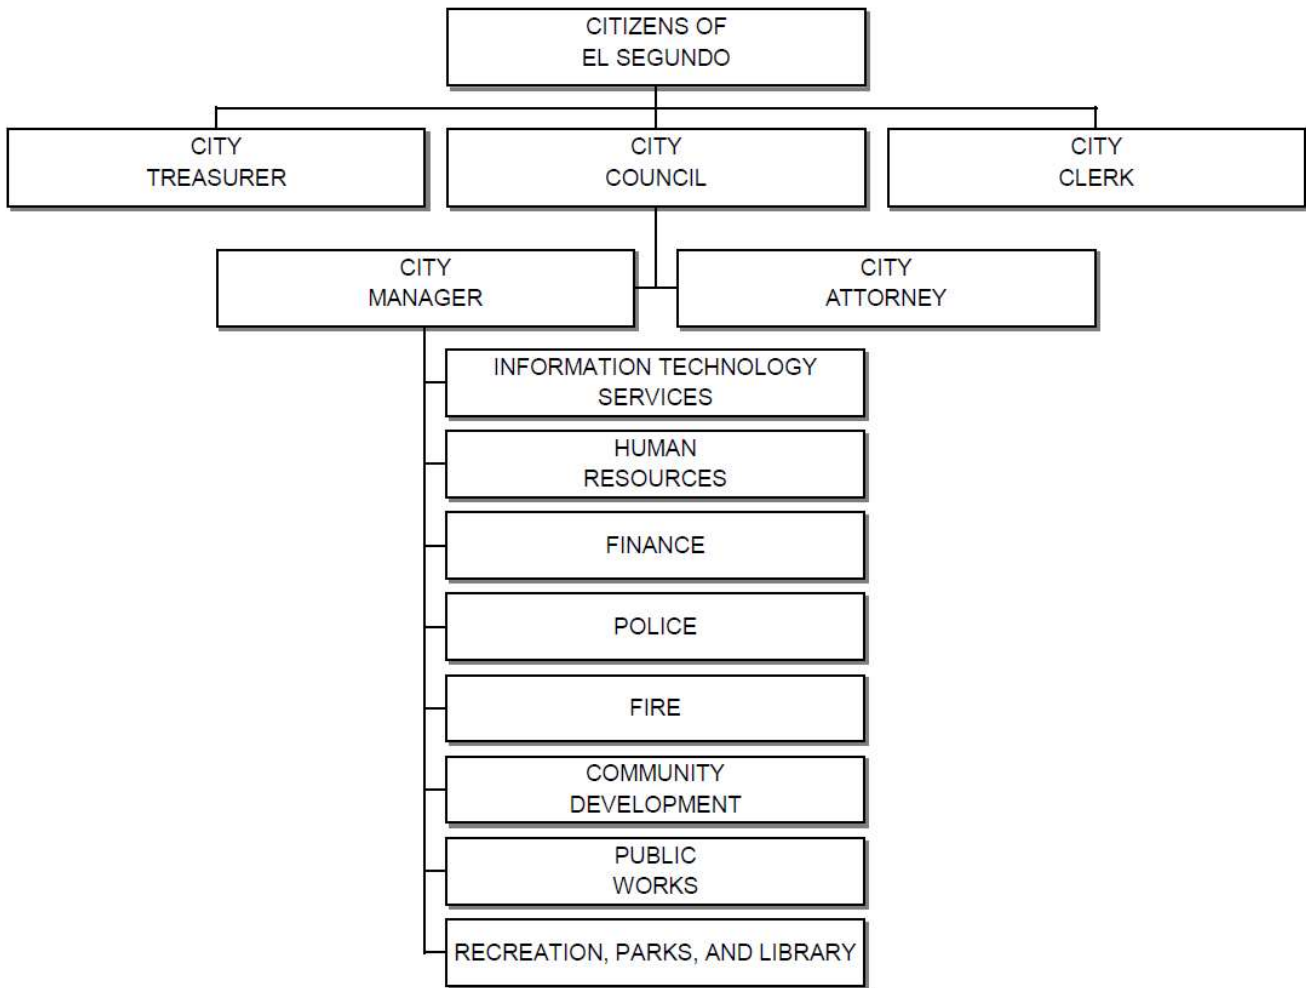 CITIZENS OF
EL SEGUNDO
CITY
TREASURER
CITY
COUNCIL
CITY
CLERK
CITY
MANAGER
CITY
ATTORNEY
INFORMATION TECHNOLOGY
SERVICES
HUMAN
RESOURCES
FINANCE
POLICE
FIRE
COMMUNITY
DEVELOPMENT
PUBLIC
WORKS
RECREATION, PARKS, AND LIBRARY